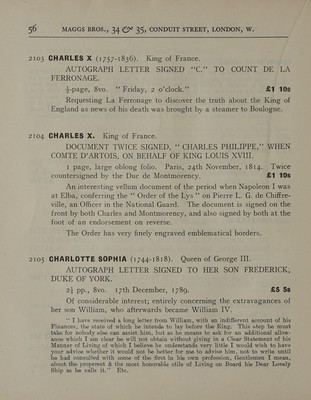 56 MAGGS BROS., 34 & 35, CONDUIT STREET, LONDON, W.
2103 CHARLES X (1757-1836). King of France.
AUTOGRAPH LETTER SIGNED "C." TO COUNT DE LA
FERRONAGE.
½-page, 8vo. "Friday, 2 o'clock." £1 10s
Requesting La Ferronage to discover the truth about the King of
England as news of his death was brought by a steamer to Boulogne.
2104 CHARLES X. King of France.
DOCUMENT TWICE SIGNED, "CHARLES PHILIPPE," WHEN
COMTE D'ARTOIS, ON BEHALF OF KING LOUIS XVIII.
1 page, large oblong folio. Paris, 24th November, 1814. Twice
countersigned by the Duc de Montmorency. £1 10s
An interesting vellum document of the period when Napoleon I was
at Elba, conferring the "Order of the Lys" on Pierre L. G. de Chiffre-
ville, an Officer in the National Guard. The document is signed on the
front by both Charles and Montmorency, and also signed by both at the
foot of an endorsement on reverse.
The Order has very finely engraved emblematical borders.
2105 CHARLOTTE SOPHIA (1744-1818). Queen of George III.
AUTOGRAPH LETTER SIGNED TO HER SON FREDERICK,
DUKE OF YORK.
2½ pp., 8vo. 17th December, 1789. £5 5s
Of considerable interest; entirely concerning the extravagances of
her son William, who afterwards became William IV.
"I have received a long letter from William, with an indifferent account of his
Finances, the state of which he intends to lay before the King. This step he must
take for nobody else can assist him, but as he means to ask for an additional allow-
ance which I am clear he will not obtain without giving in a Clear Statement of his
Manner of Living of which I believe he understands very little I would wish to have
your advice whether it would not be better for me to advise him, not to write until
he had consulted with some of the first in his own profession, Gentlemen I mean,
about the properest & the most honorable stile of Living on Board his Dear Lovely
Ship as he calls it." Etc.